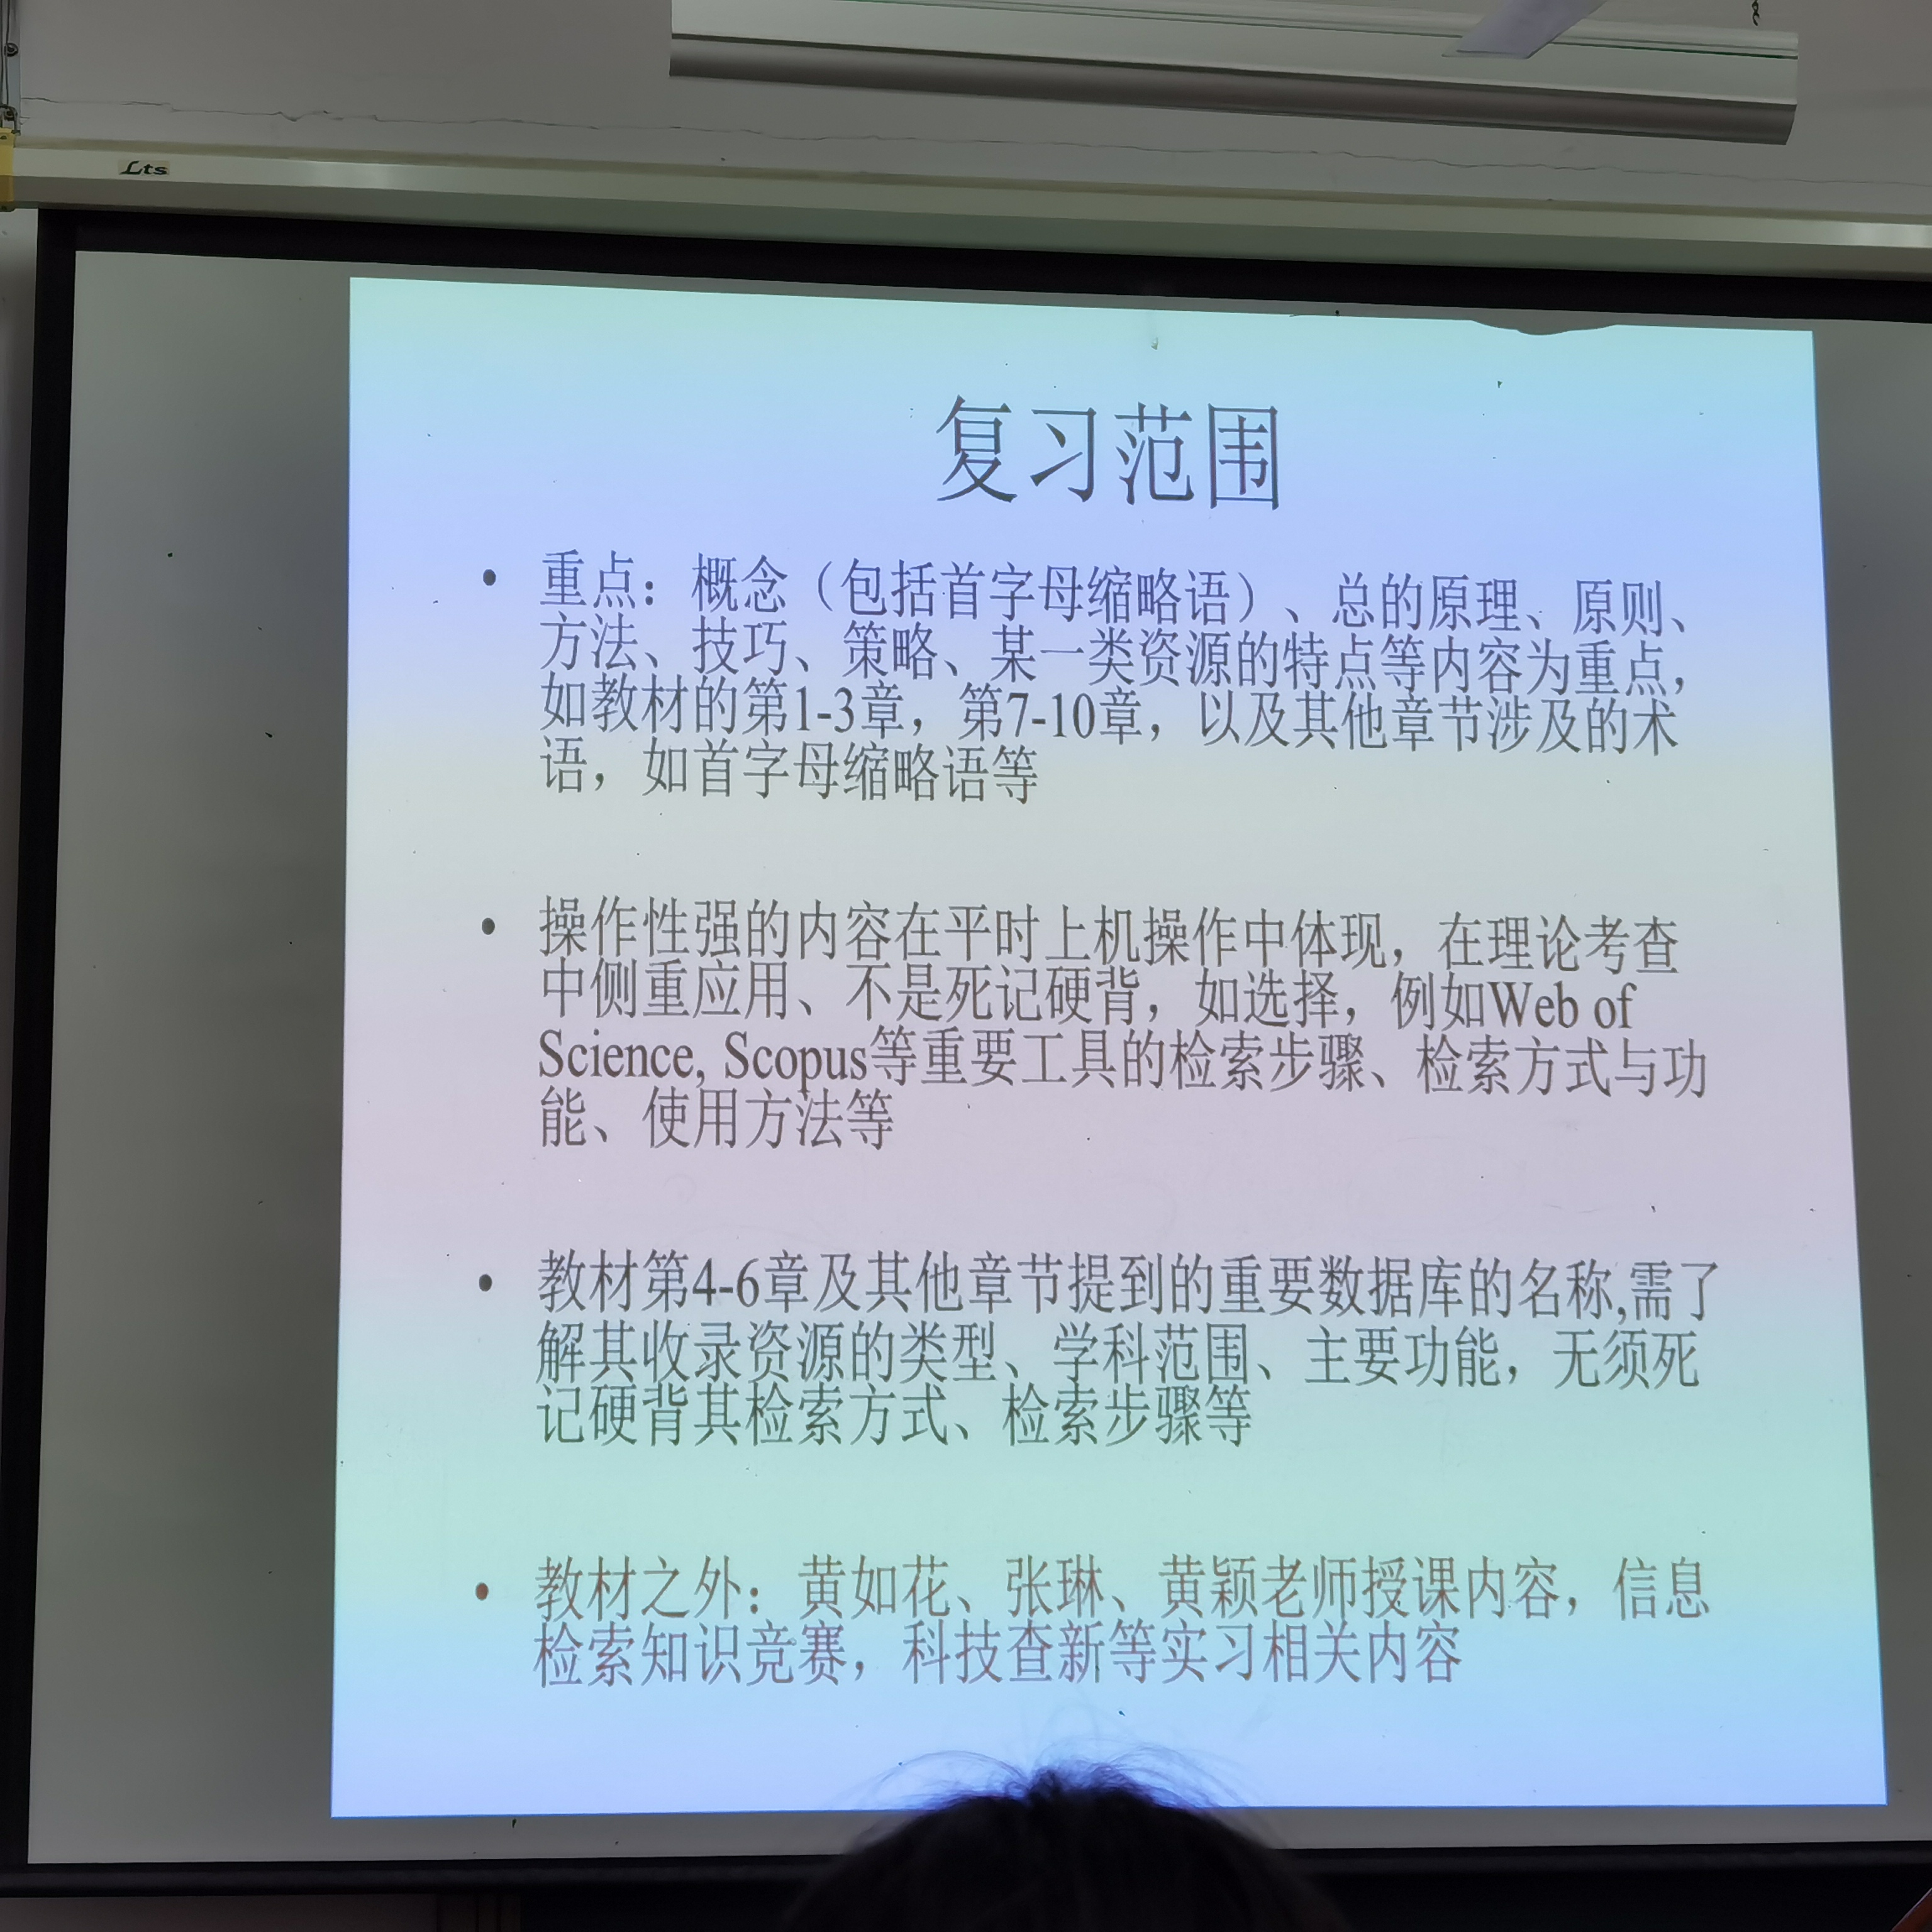 Lts
复习范围
• 重点：概念（包括首字母缩略语）、总的原理、原则、
方法、技巧、策略、某一类资源的特点等内容为重点，
如教材的第1-3章，第7-10章，以及其他章节涉及的术
语，如首字母缩略语等
• 操作性强的内容在平时上机操作中体现，在理论考查
中侧重应用、不是死记硬背，如选择，例如Web of
Science, Scopus等重要工具的检索步骤、检索方式与功
能、使用方法等
• 教材第4-6章及其他章节提到的重要数据库的名称,需了
解其收录资源的类型、学科范围、主要功能，无须死
记硬背其检索方式、检索步骤等
• 教材之外：黄如花、张琳、黄颖老师授课内容，信息
检索知识竞赛，科技查新等实习相关内容